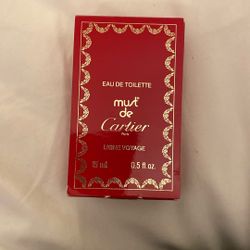 EAU DE TOILETTE
must
de
Cartier
Paris
LIGNE VOYAGE
15 ml 0.5 fl. oz.